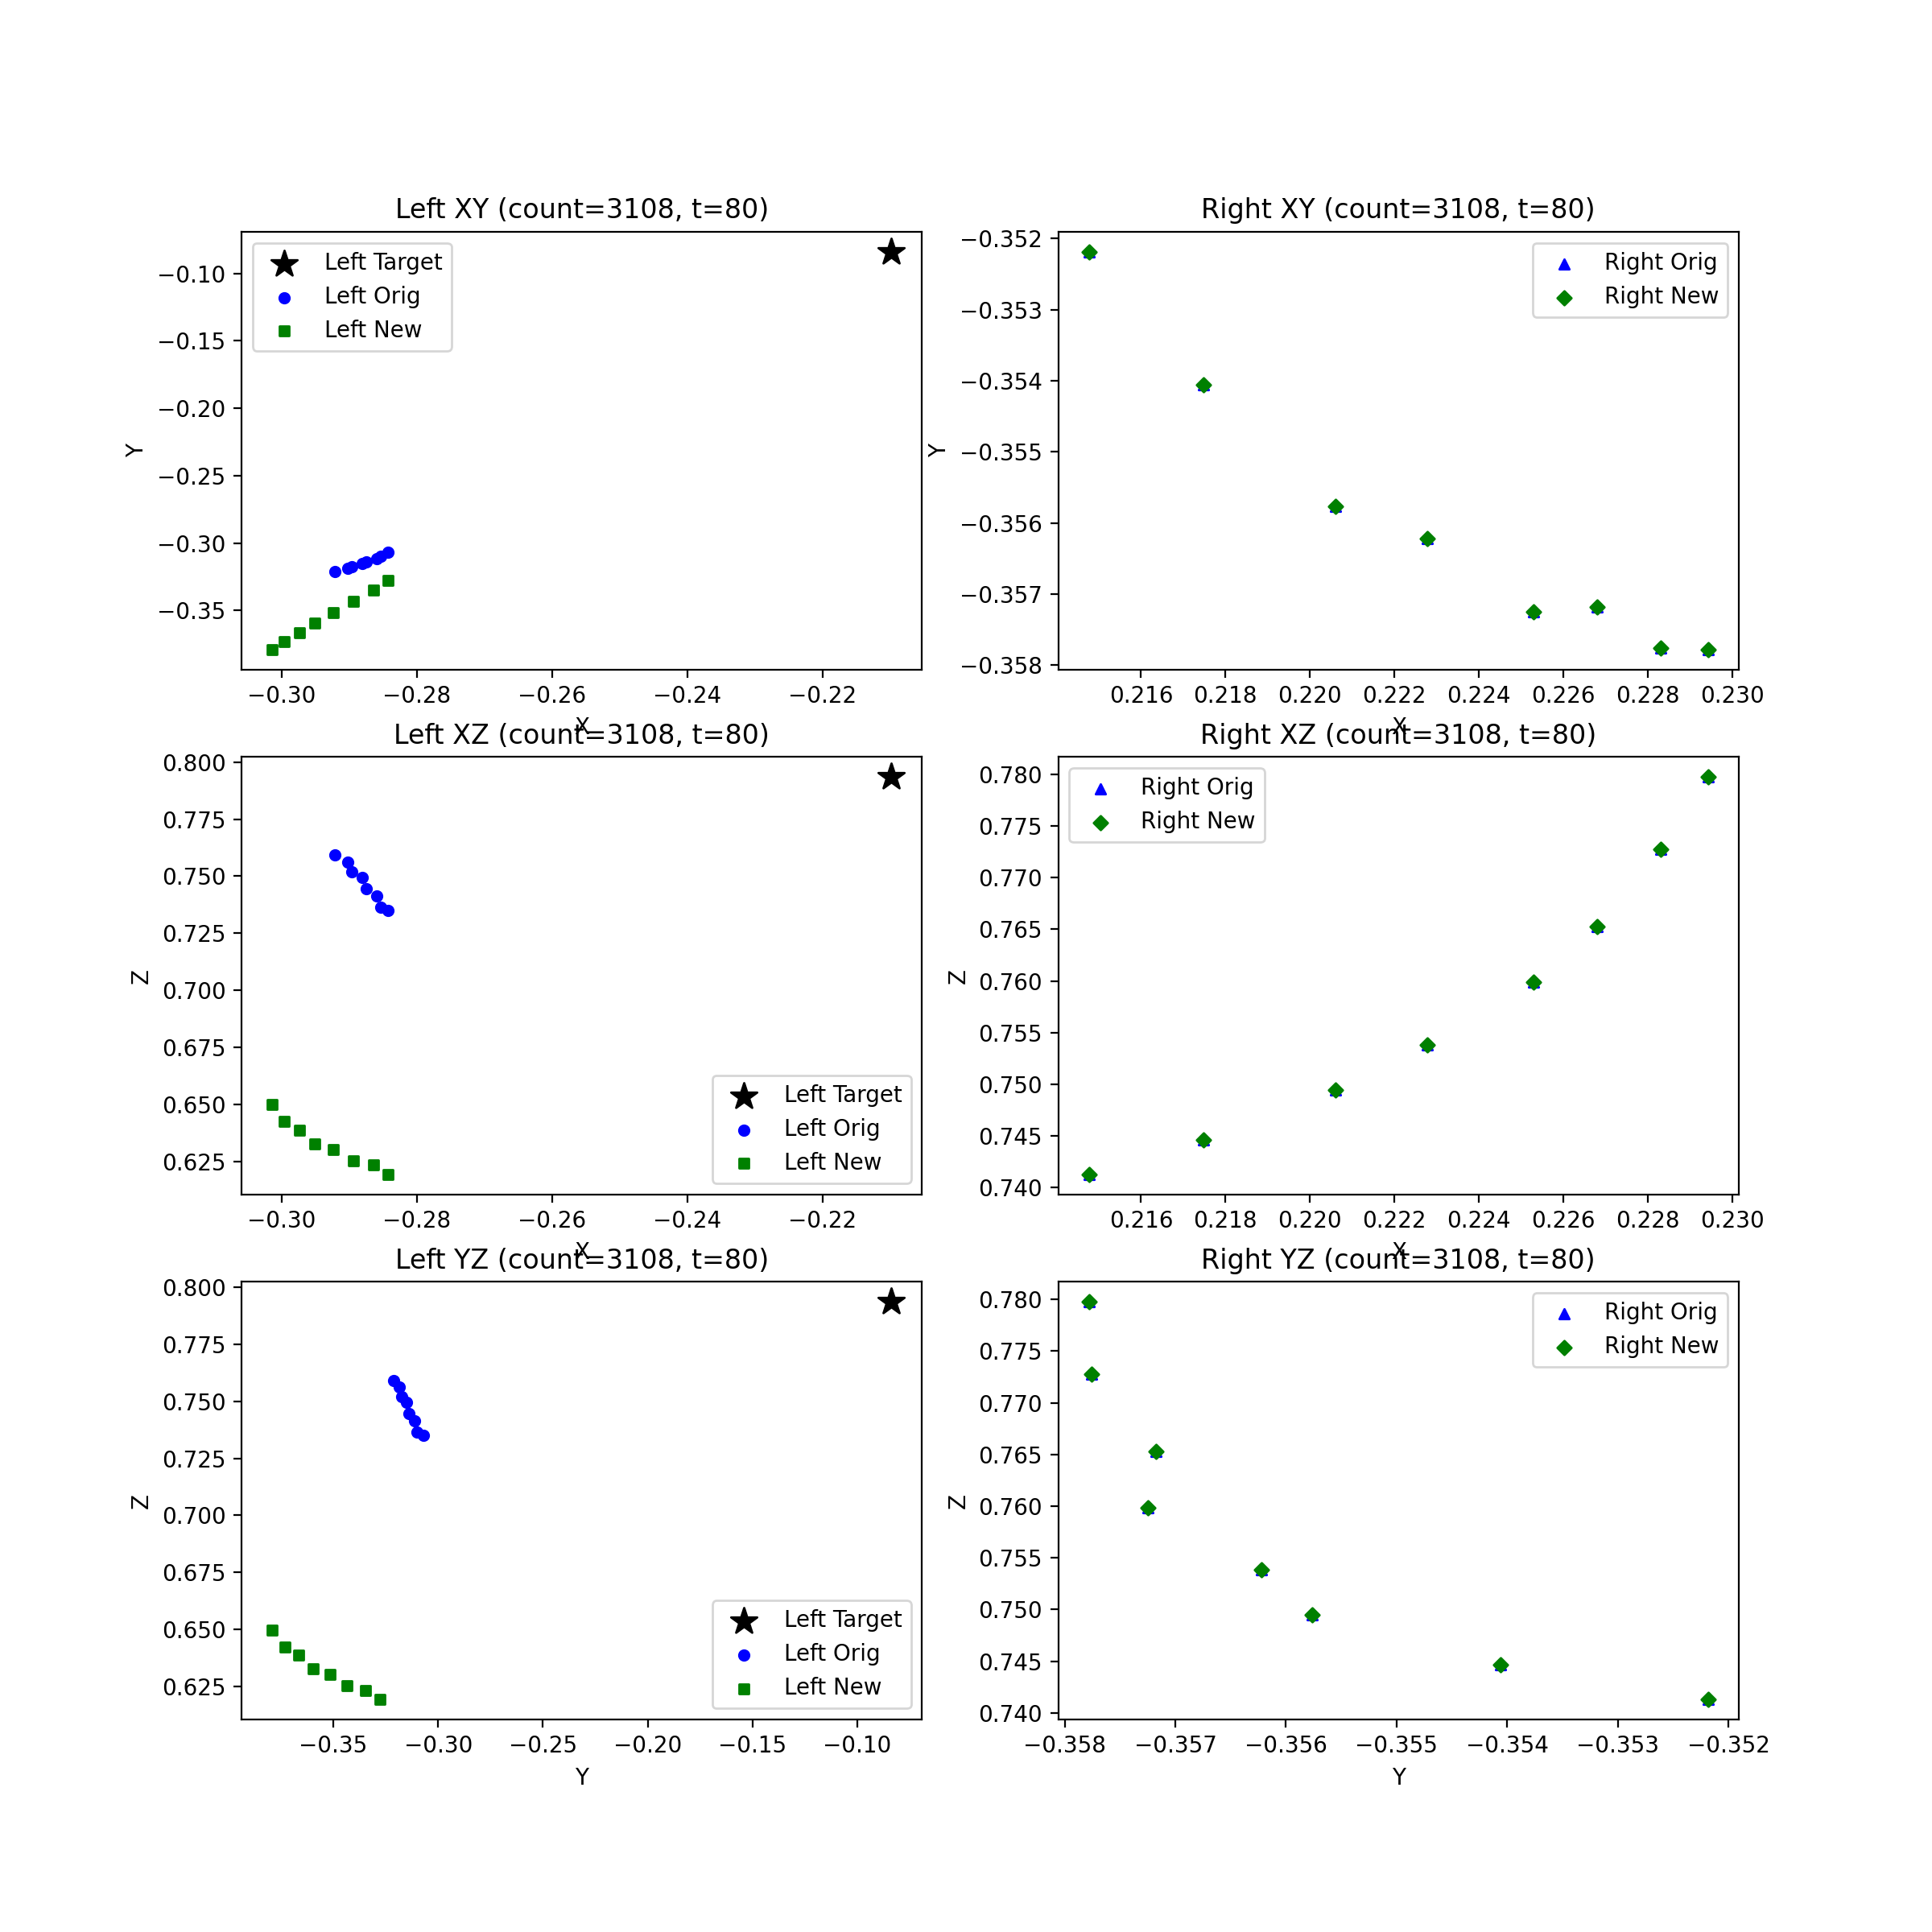 Left XY (count=3108, t=80)
Left Target
Left Orig
Left New
−0.10
−0.15
−0.20
−0.25
−0.30
−0.35
Y
−0.30
−0.28
−0.26
−0.24
−0.22
X
Right XY (count=3108, t=80)
Right Orig
Right New
−0.352
−0.353
−0.354
−0.355
−0.356
−0.357
−0.358
Y
0.216
0.218
0.220
0.222
0.224
0.226
0.228
0.230
X
Left XZ (count=3108, t=80)
0.800
0.775
0.750
0.725
0.700
0.675
0.650
0.625
Z
Left Target
Left Orig
Left New
−0.30
−0.28
−0.26
−0.24
−0.22
X
Right XZ (count=3108, t=80)
Right Orig
Right New
0.780
0.775
0.770
0.765
0.760
0.755
0.750
0.745
0.740
Z
0.216
0.218
0.220
0.222
0.224
0.226
0.228
0.230
X
Left YZ (count=3108, t=80)
0.800
0.775
0.750
0.725
0.700
0.675
0.650
0.625
Z
Left Target
Left Orig
Left New
−0.35
−0.30
−0.25
−0.20
−0.15
−0.10
Y
Right YZ (count=3108, t=80)
Right Orig
Right New
0.780
0.775
0.770
0.765
0.760
0.755
0.750
0.745
0.740
Z
−0.358
−0.357
−0.356
−0.355
−0.354
−0.353
−0.352
Y